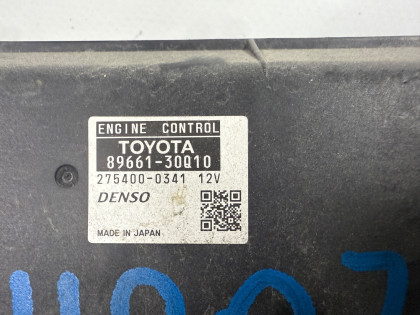 ENGINE CONTROL
TOYOTA
89661-30Q10
275400-0341 12V
DENSO
MADE IN JAPAN